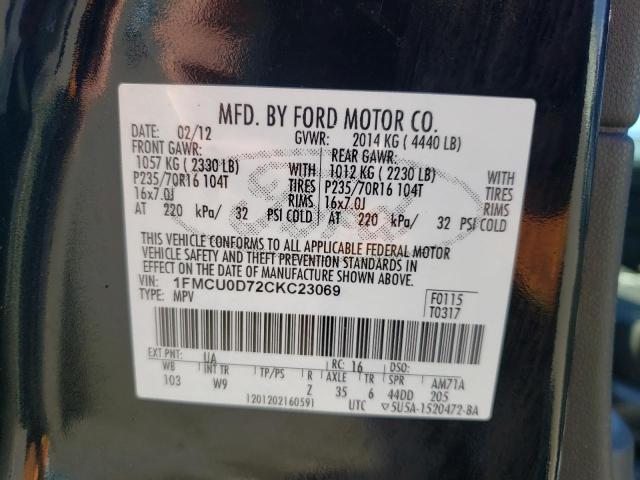 MFD. BY FORD MOTOR CO.
DATE: 02/12 GVWR: 2014 KG ( 4440 LB)
FRONT GAWR: REAR GAWR:
1057 KG ( 2330 LB) WITH 1012 KG ( 2230 LB) WITH
P235/70R16 104T TIRES P235/70R16 104T TIRES
16x7.0J RIMS 16x7.0J RIMS
AT 220 kPa/ 32 PSI COLD AT 220 kPa/ 32 PSI COLD
Ford
THIS VEHICLE CONFORMS TO ALL APPLICABLE FEDERAL MOTOR
VEHICLE SAFETY AND THEFT PREVENTION STANDARDS IN
EFFECT ON THE DATE OF MANUFACTURE SHOWN ABOVE.
VIN: 1FMCU0D72CKC23069
TYPE: MPV
F0115
T0317
EXT PNT: UA RC: 16 DSO:
WB INT TR TP/PS R AXLE TR SPR AM71A
103 W9 Z 35 6 44DD 205
120120216059 UTC ▽5U5A-1520472-BA